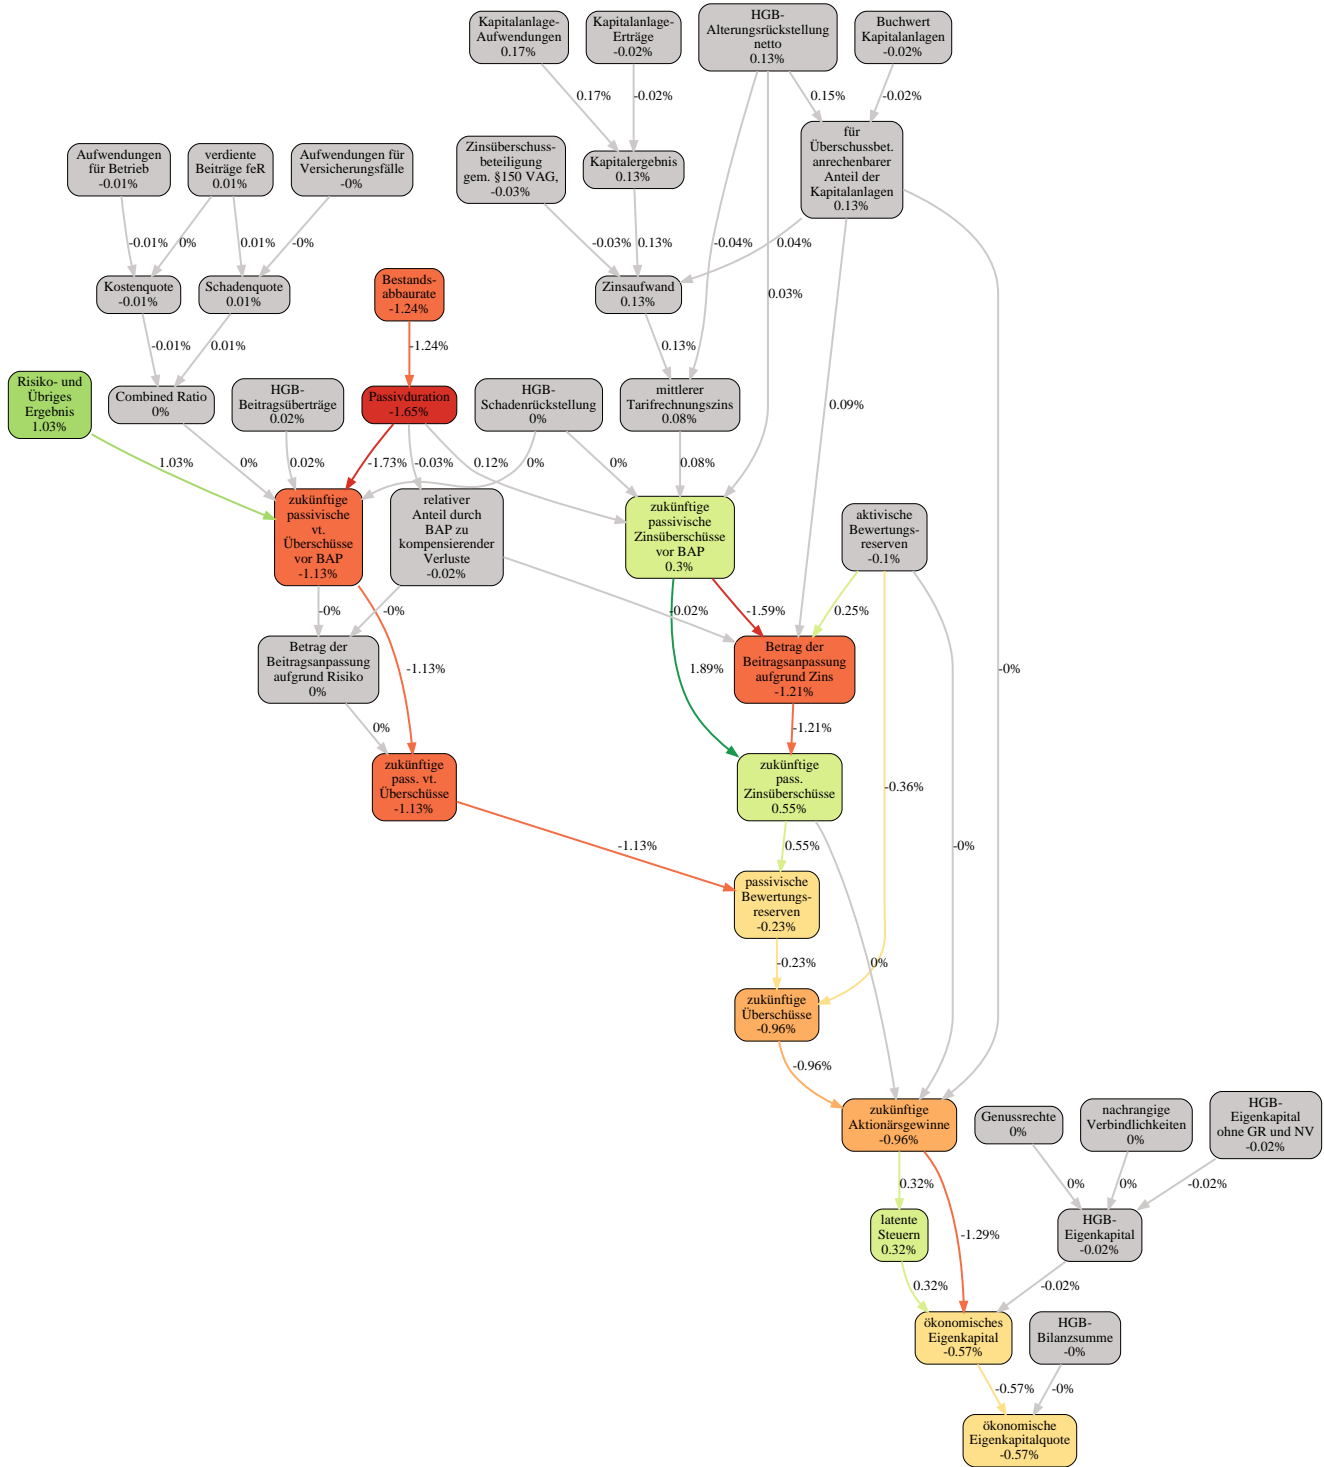 Kapitalanlage-
Aufwendungen
0.17%
Kapitalanlage-
Erträge
-0.02%
HGB-
Alterungsrückstellung
netto
0.13%
Buchwert
Kapitalanlagen
-0.02%
0.17%
-0.02%
0.15%
-0.02%
Aufwendungen
für Betrieb
-0.01%
verdiente
Beiträge feR
0.01%
Aufwendungen für
Versicherungsfälle
-0%
Zinsüberschuss-
beteiligung
gem. §150 VAG,
-0.03%
Kapitalergebnis
0.13%
für
Überschussbet.
anrechenbarer
Anteil der
Kapitalanlagen
0.13%
-0.01%
0%
0.01%
-0%
-0.03%
0.13%
-0.04%
0.04%
Kostenquote
-0.01%
Schadenquote
0.01%
Bestands-
abbaurate
-1.24%
Zinsaufwand
0.13%
0.03%
-0.01%
0.01%
-1.24%
0.13%
Risiko- und
Übriges
Ergebnis
1.03%
Combined Ratio
0%
HGB-
Beitragsüberträge
0.02%
Passivduration
-1.65%
HGB-
Schadenrückstellung
0%
mittlerer
Tarifrechnungszins
0.08%
0.09%
1.03%
0%
0.02%
-1.73%
-0.03%
0.12%
0%
0%
0.08%
zukünftige
passivische
vt.
Überschüsse
vor BAP
-1.13%
relativer
Anteil durch
BAP zu
kompensierender
Verluste
-0.02%
zukünftige
passivische
Zinsüberschüsse
vor BAP
0.3%
aktivische
Bewertungs-
reserven
-0.1%
-0%
-0%
-0.02%
-1.59%
0.25%
Betrag der
Beitragsanpassung
aufgrund Risiko
0%
-1.13%
1.89%
Betrag der
Beitragsanpassung
aufgrund Zins
-1.21%
-0%
0%
-1.21%
zukünftige
pass. vt.
Überschüsse
-1.13%
zukünftige
pass.
Zinsüberschüsse
0.55%
-0.36%
-1.13%
0.55%
-0%
passivische
Bewertungs-
reserven
-0.23%
-0.23%
0%
zukünftige
Überschüsse
-0.96%
-0.96%
zukünftige
Aktionärsgewinne
-0.96%
Genussrechte
0%
nachrangige
Verbindlichkeiten
0%
HGB-
Eigenkapital
ohne GR und NV
-0.02%
0.32%
0%
0%
-0.02%
latente
Steuern
0.32%
-1.29%
HGB-
Eigenkapital
-0.02%
0.32%
-0.02%
ökonomisches
Eigenkapital
-0.57%
HGB-
Bilanzsumme
-0%
-0.57%
-0%
ökonomische
Eigenkapitalquote
-0.57%